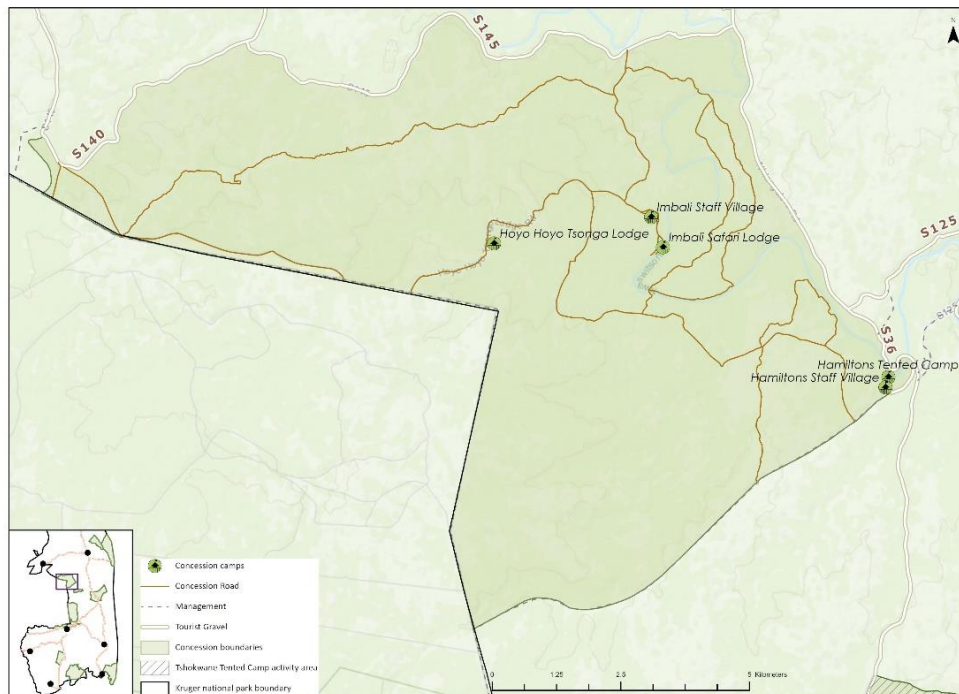 N
S145
S140
Imbali Staff Village
Hoyo Hoyo Tsonga Lodge
Imbali Safari Lodge
S125
S125
S36
Hamiltons Tented Camp
Hamiltons Staff Village
Concession camps
Concession Road
Management
Tourist Gravel
Concession boundaries
Tshokwane Tented Camp activity area
Kruger national park boundary
0 1.25 2.5 5 Kilometers